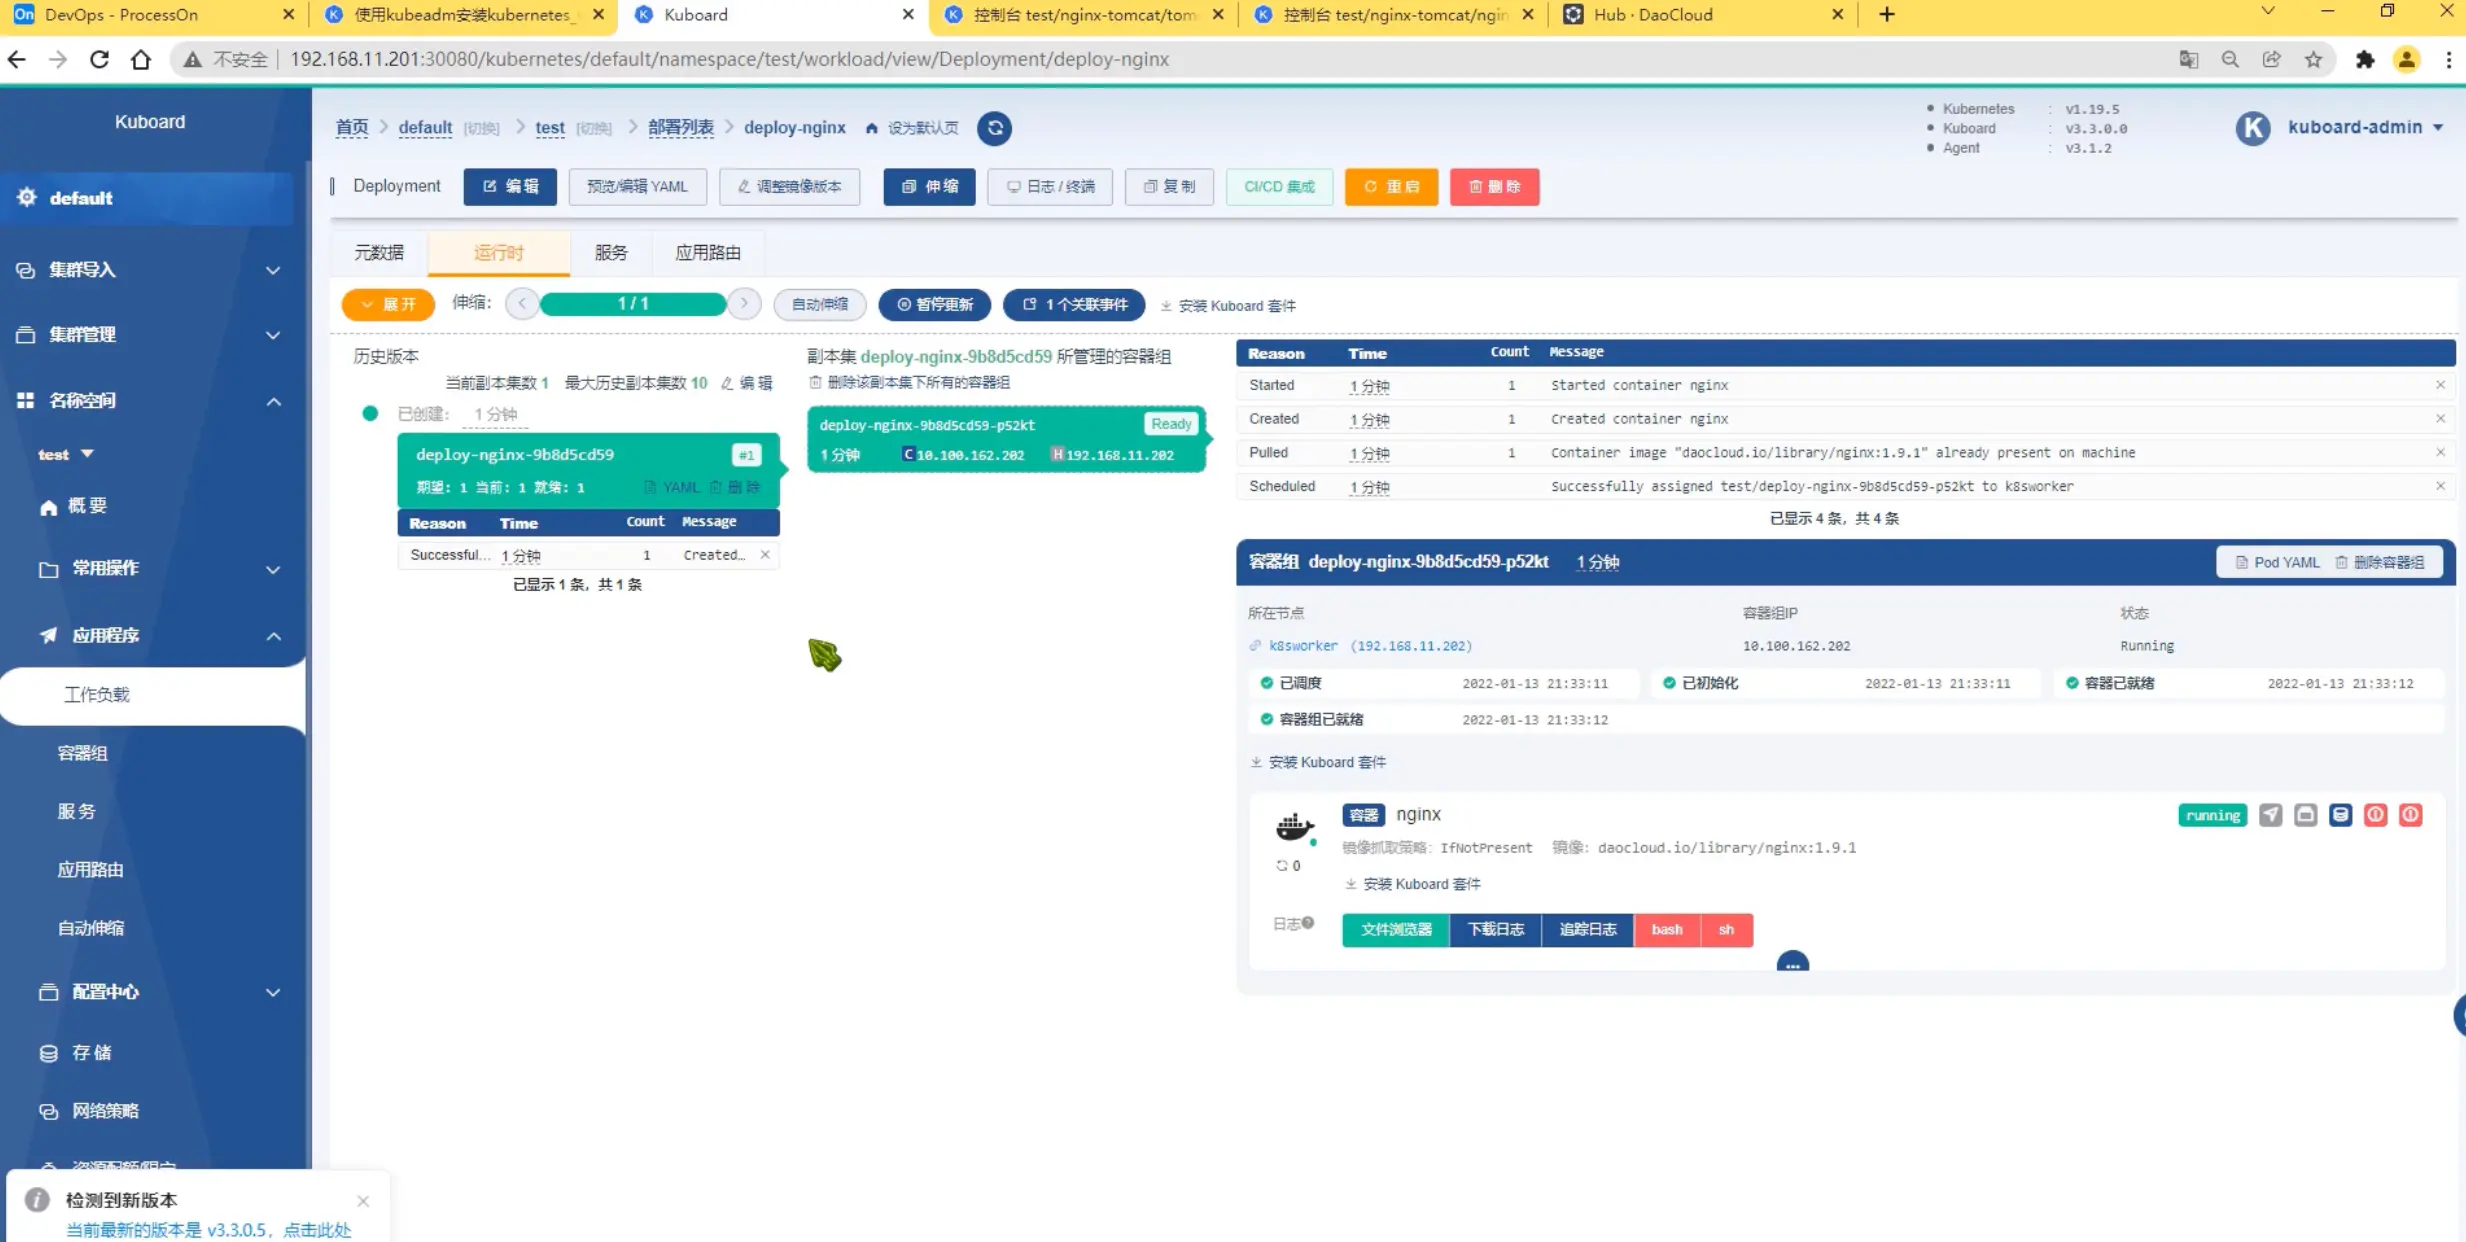 DevOps - ProcessOn
使用kubeadm安装kubernetes_
Kuboard
控制台 test/nginx-tomcat/tom
控制台 test/nginx-tomcat/ngin
Hub · DaoCloud
不安全 192.168.11.201:30080/kubernetes/default/namespace/test/workload/view/Deployment/deploy-nginx
Kuboard
default
集群导入
集群管理
名称空间
test
概 要
常用操作
应用程序
工作负载
容器组
服 务
应用路由
自动伸缩
配置中心
存 储
网络策略
检测到新版本
当前最新的版本是 v3.3.0.5，点击此处
首页 > default [切换] > test [切换] > 部署列表 > deploy-nginx 设为默认页
Kubernetes : v1.19.5
Kuboard : v3.3.0.0
Agent : v3.1.2
K kuboard-admin
Deployment 编 辑 预览/编辑 YAML 调整镜像版本 伸 缩 日志 / 终端 复 制 CI/CD 集成 重 启 删 除
元数据 运行时 服务 应用路由
展 开 伸缩: 1 / 1 自动伸缩 暂停更新 1 个关联事件 安装 Kuboard 套件
历史版本
当前副本集数 1 最大历史副本集数 10 编 辑
已创建: 1 分钟
deploy-nginx-9b8d5cd59 #1
期望: 1 当前: 1 就绪: 1 YAML 删 除
Reason Time Count Message
Successful... 1 分钟 1 Created...
已显示 1 条，共 1 条
副本集 deploy-nginx-9b8d5cd59 所管理的容器组
删除该副本集下所有的容器组
deploy-nginx-9b8d5cd59-p52kt Ready
1 分钟 C 10.100.162.202 H 192.168.11.202
Reason Time Count Message
Started 1 分钟 1 Started container nginx
Created 1 分钟 1 Created container nginx
Pulled 1 分钟 1 Container image "daocloud.io/library/nginx:1.9.1" already present on machine
Scheduled 1 分钟 Successfully assigned test/deploy-nginx-9b8d5cd59-p52kt to k8sworker
已显示 4 条，共 4 条
容器组 deploy-nginx-9b8d5cd59-p52kt 1 分钟 Pod YAML 删除容器组
所在节点 容器组IP 状态
k8sworker (192.168.11.202) 10.100.162.202 Running
已调度 2022-01-13 21:33:11 已初始化 2022-01-13 21:33:11 容器已就绪 2022-01-13 21:33:12
容器组已就绪 2022-01-13 21:33:12
安装 Kuboard 套件
容器 nginx running
镜像抓取策略: IfNotPresent 镜像: daocloud.io/library/nginx:1.9.1
0
安装 Kuboard 套件
日志 文件浏览器 下载日志 追踪日志 bash sh